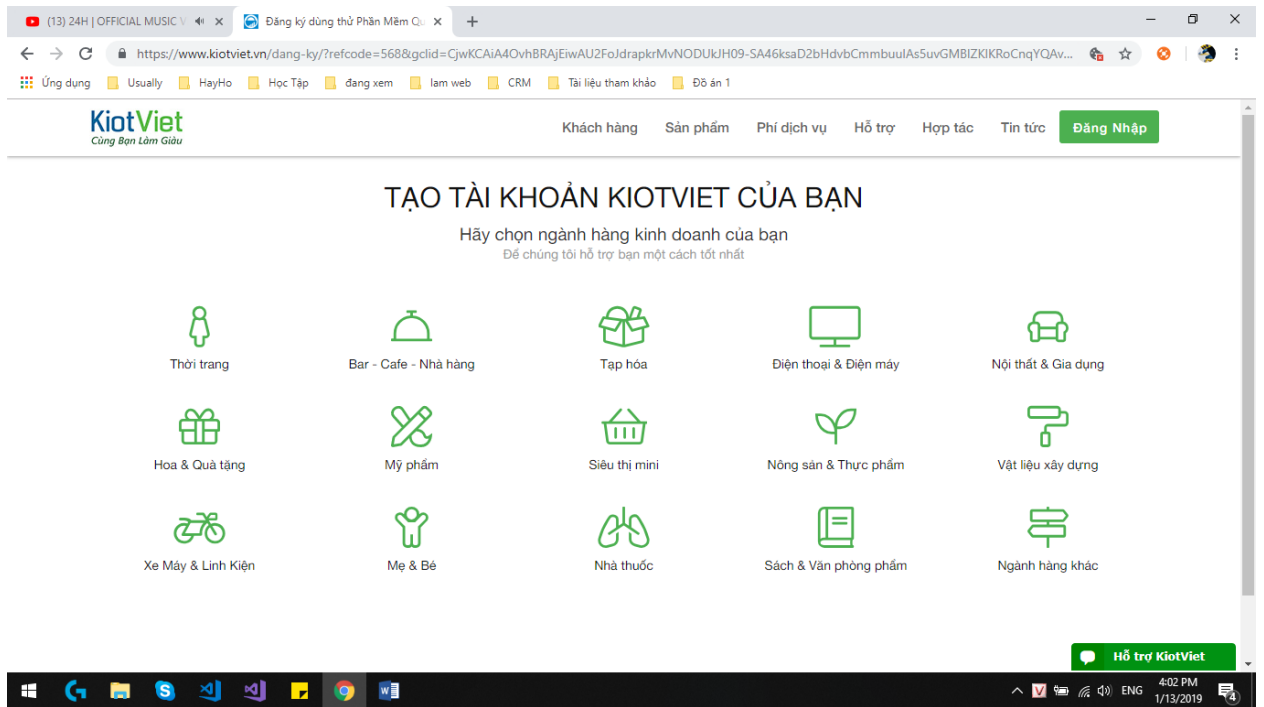 (13) 24H | OFFICIAL MUSIC V
Đăng ký dùng thử Phần Mềm Qu
https://www.kiotviet.vn/dang-ky/?refcode=568&gclid=CjwKCAiA4OvhBRAjEiwAU2FoJdrapkrMvNODUkJH09-SA46ksaD2bHdvbCmmbuulAs5uvGMBIZKIKRoCnqYQAv...
Ứng dụng Usually HayHo Học Tập đang xem lam web CRM Tài liệu tham khảo Đồ án 1
KiotViet
Cùng Bạn Làm Giàu
Khách hàng Sản phẩm Phí dịch vụ Hỗ trợ Hợp tác Tin tức Đăng Nhập
TẠO TÀI KHOẢN KIOTVIET CỦA BẠN
Hãy chọn ngành hàng kinh doanh của bạn
Để chúng tôi hỗ trợ bạn một cách tốt nhất
Thời trang Bar - Cafe - Nhà hàng Tạp hóa Điện thoại & Điện máy Nội thất & Gia dụng
Hoa & Quà tặng Mỹ phẩm Siêu thị mini Nông sản & Thực phẩm Vật liệu xây dựng
Xe Máy & Linh Kiện Mẹ & Bé Nhà thuốc Sách & Văn phòng phẩm Ngành hàng khác
Hỗ trợ KiotViet
ENG
4:02 PM
1/13/2019
4